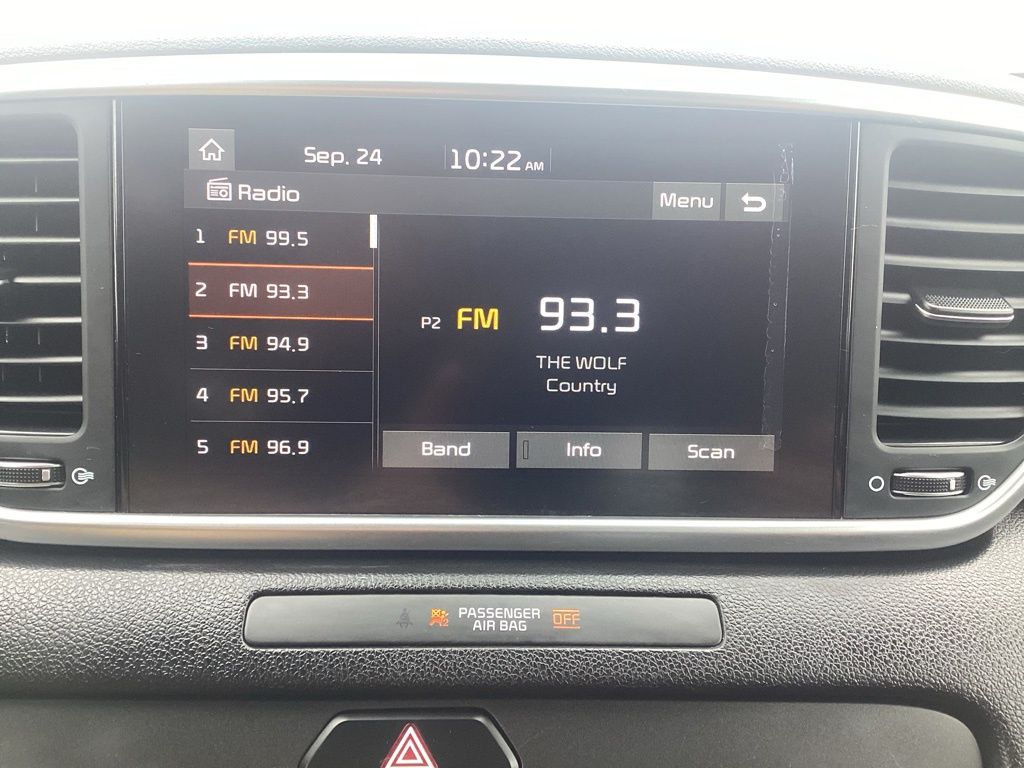 Sep. 24 10:22 AM
Radio Menu
1 FM 99.5
2 FM 93.3
3 FM 94.9
4 FM 95.7
5 FM 96.9
P2 FM 93.3
THE WOLF
Country
Band Info Scan
PASSENGER
AIR BAG OFF